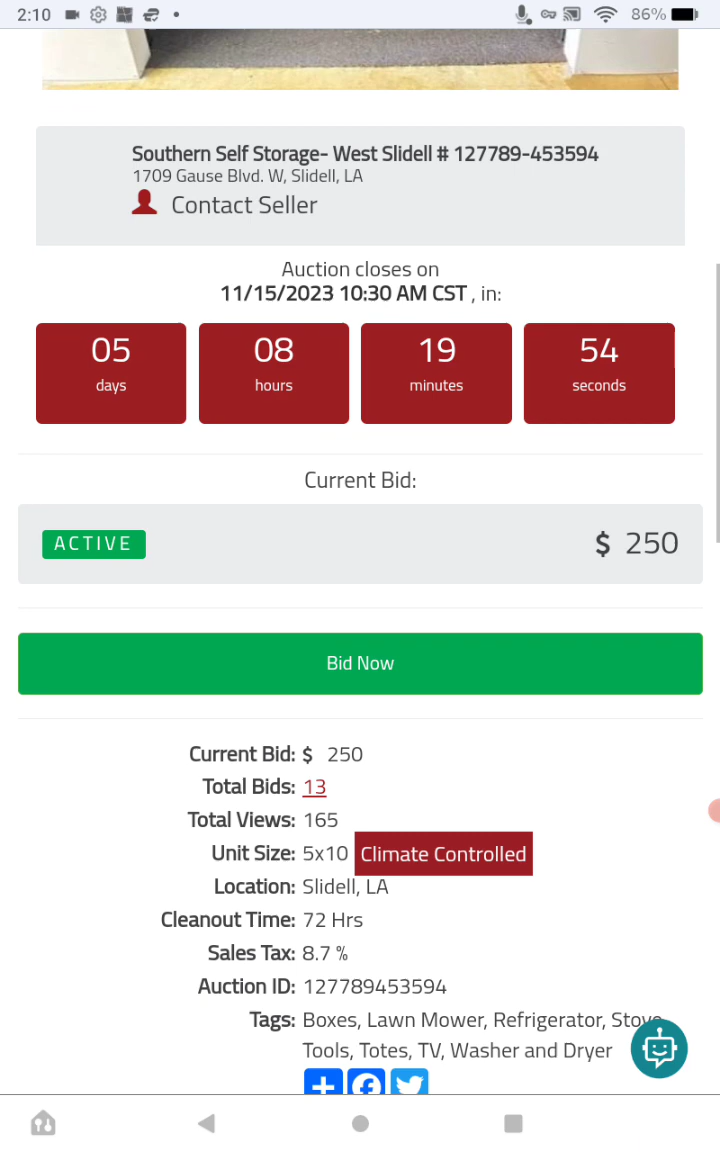 2:10
86%
Southern Self Storage- West Slidell # 127789-453594
1709 Gause Blvd. W, Slidell, LA
Contact Seller
Auction closes on
11/15/2023 10:30 AM CST , in:
05 08 19 54
days hours minutes seconds
Current Bid:
ACTIVE $ 250
Bid Now
Current Bid: $ 250
Total Bids: 13
Total Views: 165
Unit Size: 5x10 Climate Controlled
Location: Slidell, LA
Cleanout Time: 72 Hrs
Sales Tax: 8.7 %
Auction ID: 127789453594
Tags: Boxes, Lawn Mower, Refrigerator, Stove
Tools, Totes, TV, Washer and Dryer